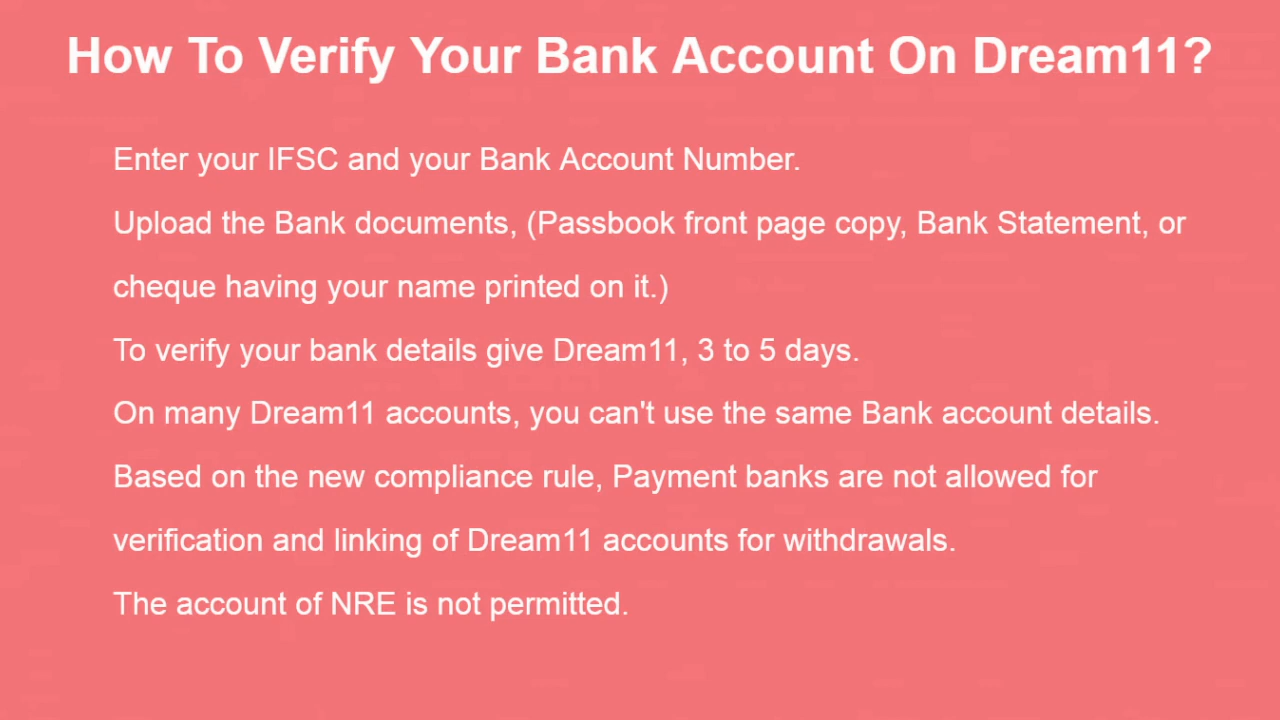 How To Verify Your Bank Account On Dream11?
Enter your IFSC and your Bank Account Number.
Upload the Bank documents, (Passbook front page copy, Bank Statement, or
cheque having your name printed on it.)
To verify your bank details give Dream11, 3 to 5 days.
On many Dream11 accounts, you can't use the same Bank account details.
Based on the new compliance rule, Payment banks are not allowed for
verification and linking of Dream11 accounts for withdrawals.
The account of NRE is not permitted.